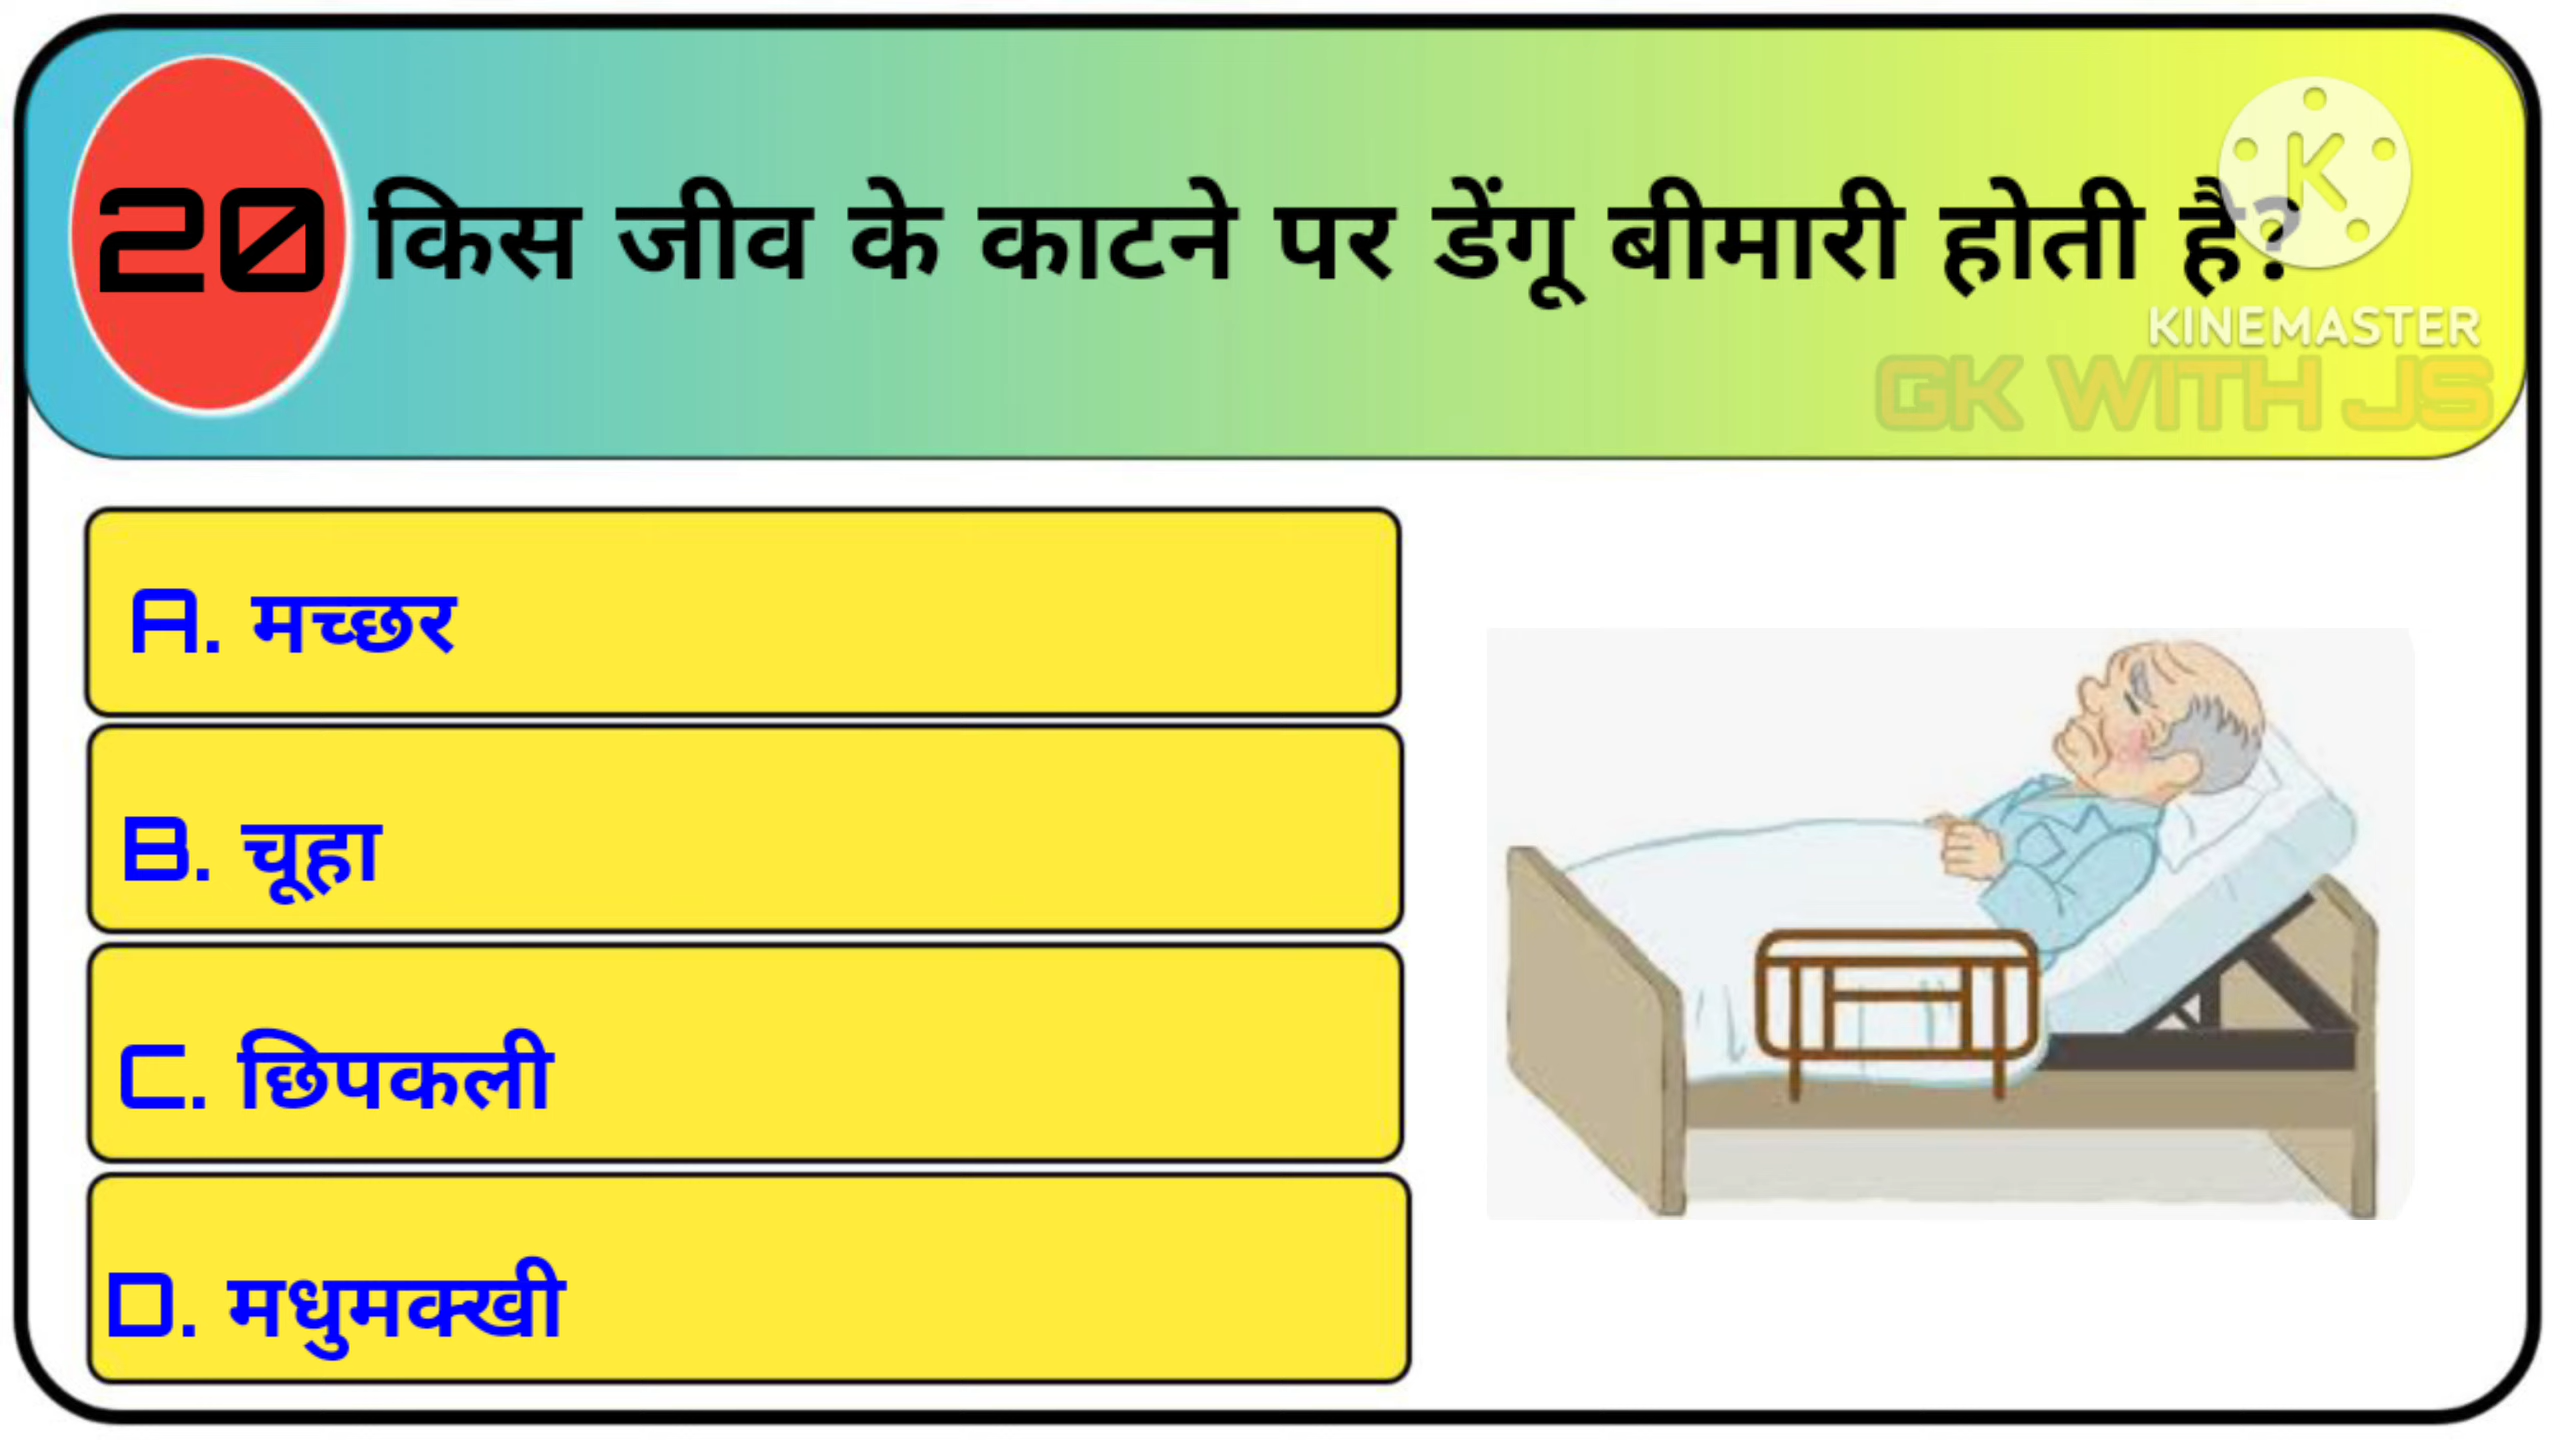 20 किस जीव के काटने पर डेंगू बीमारी होती है?
KINEMASTER
GK WITH JS
A. मच्छर
B. चूहा
C. छिपकली
D. मधुमक्खी